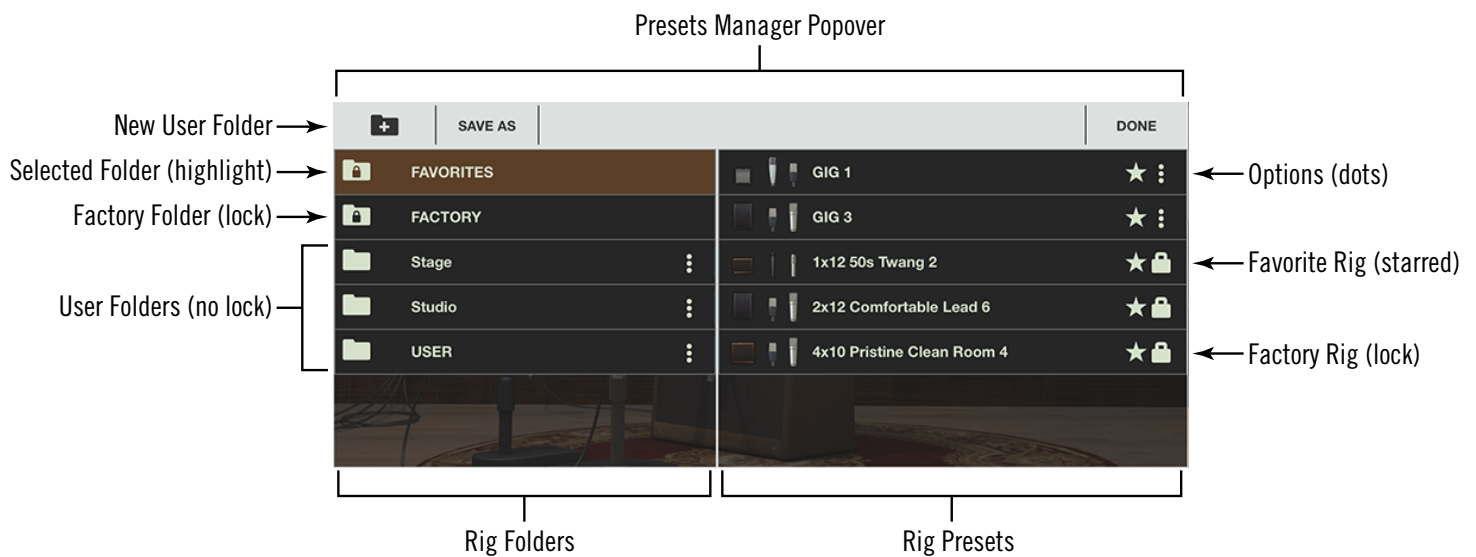 Presets Manager Popover
New User Folder
SAVE AS
DONE
Selected Folder (highlight)
FAVORITES
GIG 1
Options (dots)
Factory Folder (lock)
FACTORY
GIG 3
Stage
1x12 50s Twang 2
Favorite Rig (starred)
User Folders (no lock)
Studio
2x12 Comfortable Lead 6
USER
4x10 Pristine Clean Room 4
Factory Rig (lock)
Rig Folders
Rig Presets